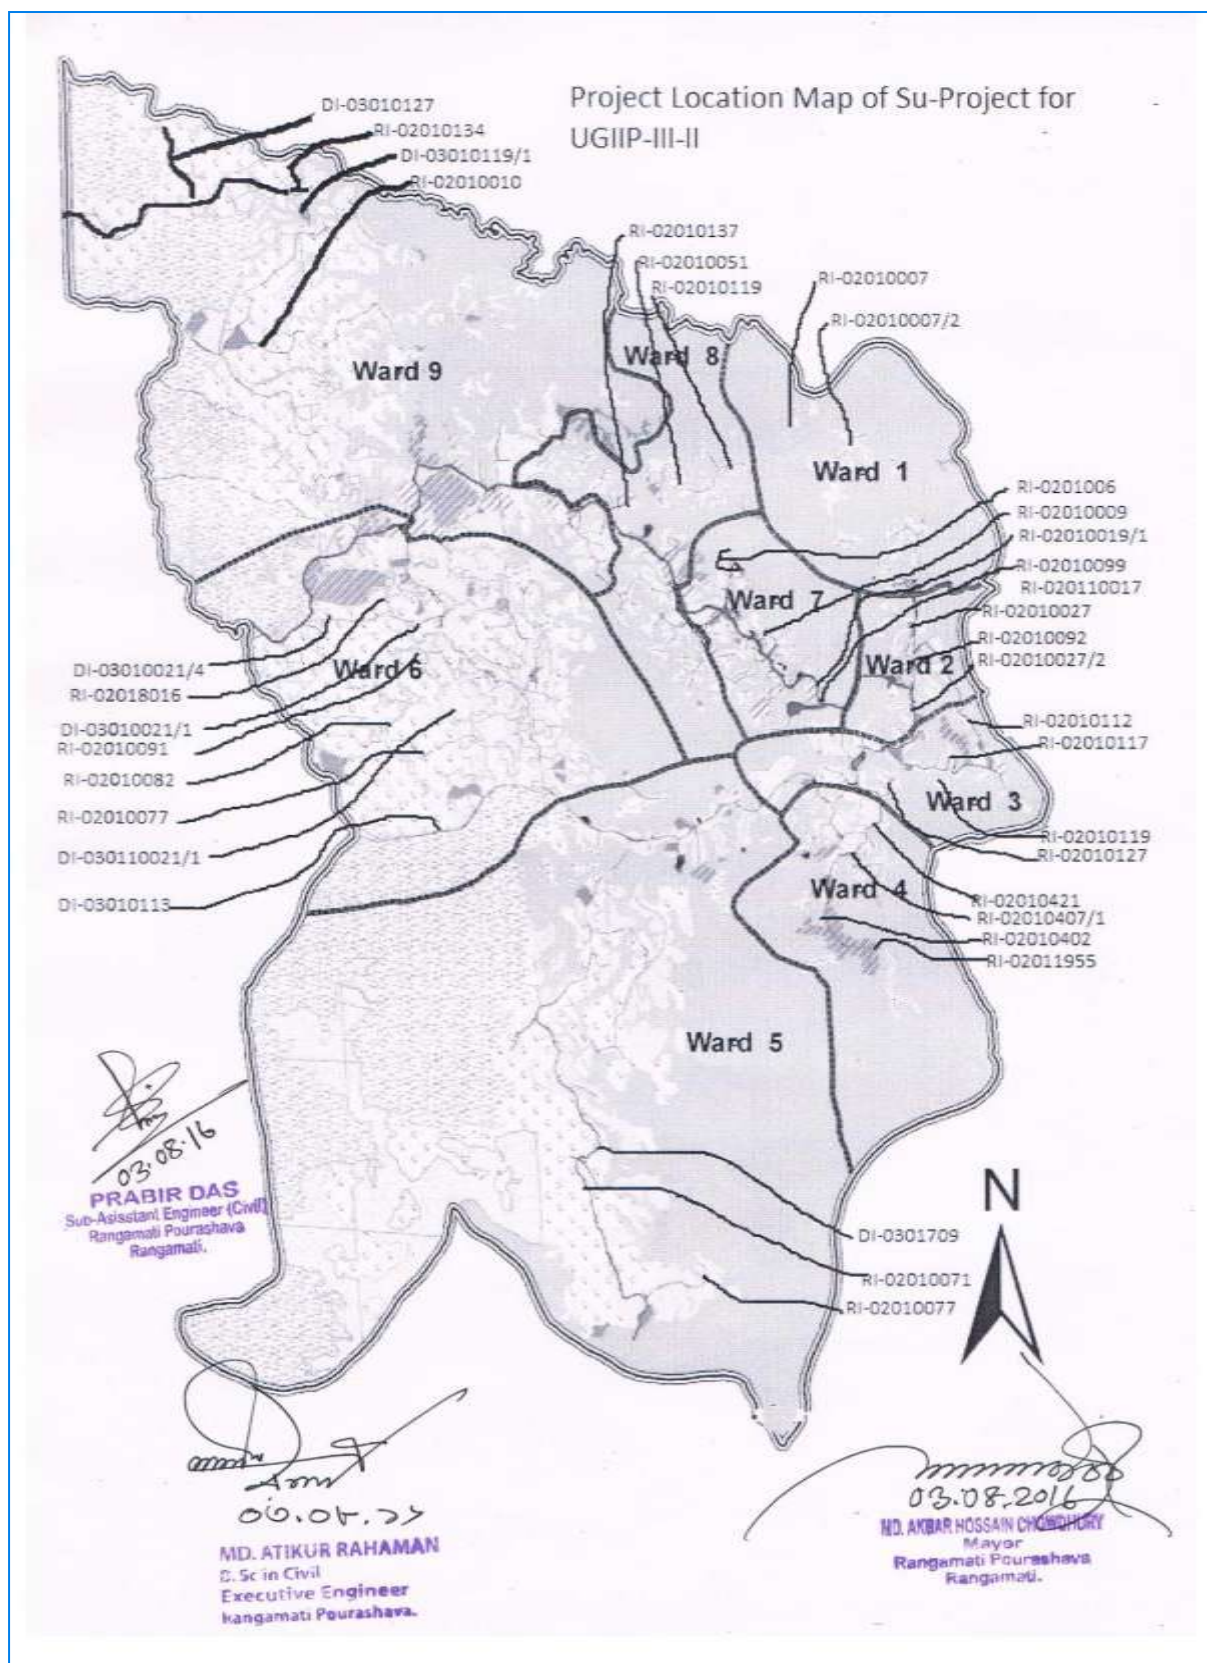 Project Location Map of Su-Project for
UGIIP-III-II
DI-03010127
RI-02010134
DI-03010119/1
RI-02010010
RI-02010137
RI-02010051
RI-02010119
RI-02010007
RI-02010007/2
Ward 8
Ward 9
Ward 1
RI-0201006
RI-02010009
RI-02010019/1
RI-02010099
RI-020110017
RI-02010027
RI-02010092
RI-02010027/2
Ward 7
Ward 2
Ward 6
DI-03010021/4
RI-02018016
DI-03010021/1
RI-02010091
RI-02010082
RI-02010077
DI-030110021/1
DI-03010113
RI-02010112
RI-02010117
Ward 3
RI-02010119
RI-02010127
Ward 4
RI-02010421
RI-02010407/1
RI-02010402
RI-02011955
Ward 5
DI-0301709
RI-02010071
RI-02010077
N
03.08.16
PRABIR DAS
Sub-Asisstant Engineer (Civil)
Rangamati Pourashava
Rangamati.
০৩.০৮.১৬
MD. ATIKUR RAHAMAN
B. Sc in Civil
Executive Engineer
Rangamati Pourashava.
03.08.2016
MD. AKBAR HOSSAIN CHOWDHURY
Mayor
Rangamati Pourashava
Rangamati.